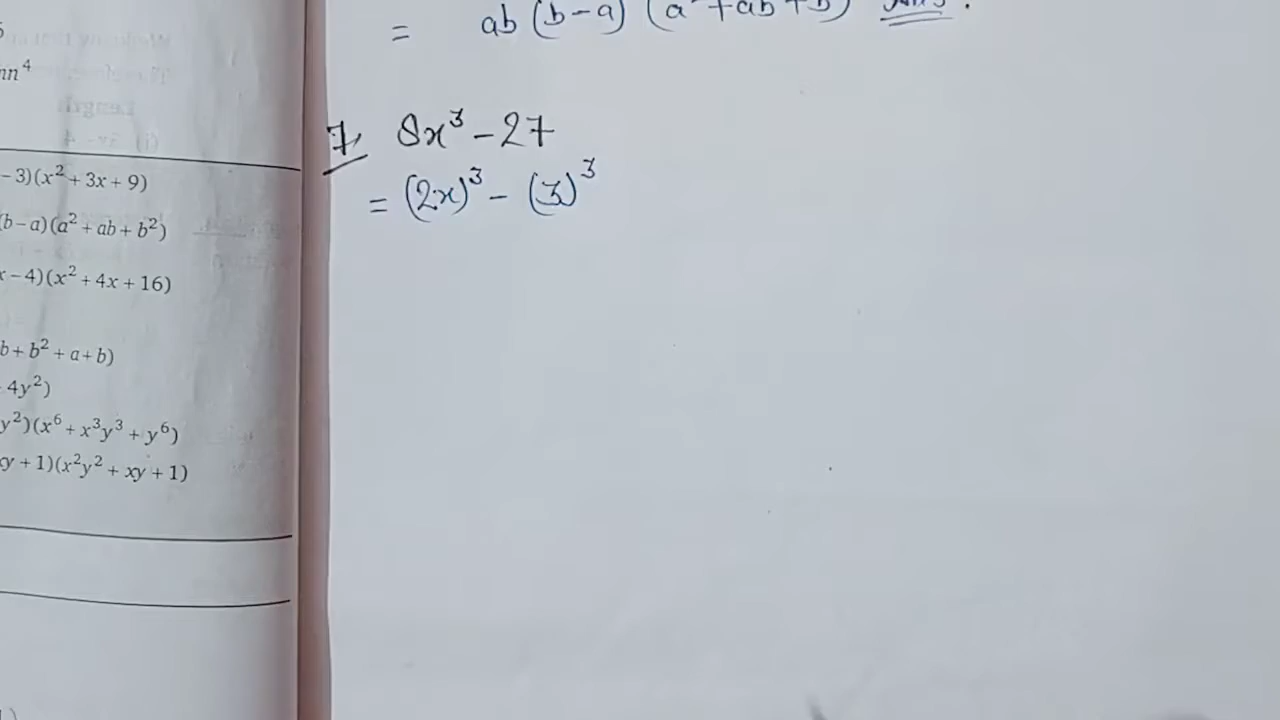 nn⁴
-3)(x² + 3x + 9)
(b-a)(a² + ab + b²)
x-4)(x² + 4x + 16)
b + b² + a + b)
4y²)
y²)(x⁶ + x³y³ + y⁶)
xy + 1)(x²y² + xy + 1)
= ab (b-a) (a² + ab + b²) Ans.
7, 8x³ - 27
= (2x)³ - (3)³